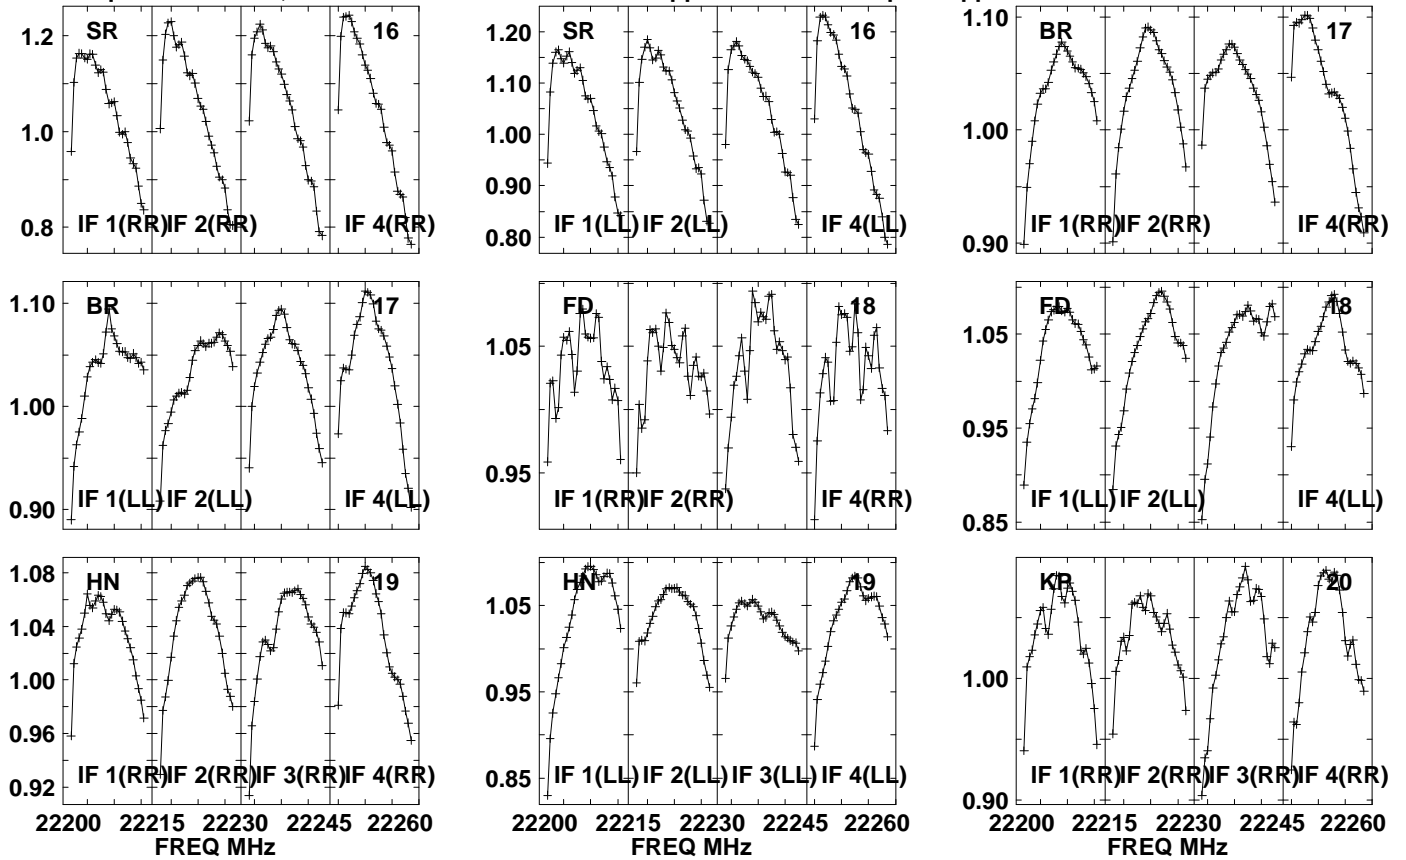 SR 16
1.2
1.0
0.8
IF 1(RR) IF 2(RR) IF 4(RR)
SR 16
1.20
1.10
1.00
0.90
0.80
IF 1(LL) IF 2(LL) IF 4(LL)
BR 17
1.10
1.00
0.90
IF 1(RR) IF 2(RR) IF 4(RR)
BR 17
1.10
1.00
0.90
IF 1(LL) IF 2(LL) IF 4(LL)
FD 18
1.05
0.95
IF 1(RR) IF 2(RR) IF 4(RR)
FD 18
1.05
0.95
0.85
IF 1(LL) IF 2(LL) IF 4(LL)
HN 19
1.08
1.04
1.00
0.96
0.92
IF 1(RR) IF 2(RR) IF 3(RR) IF 4(RR)
22200 22215 22230 22245 22260
FREQ MHz
HN 19
1.05
0.95
0.85
IF 1(LL) IF 2(LL) IF 3(LL) IF 4(LL)
KP 20
1.00
0.90
IF 1(RR) IF 2(RR) IF 3(RR) IF 4(RR)
22200 22215 22230 22245 22260
FREQ MHz